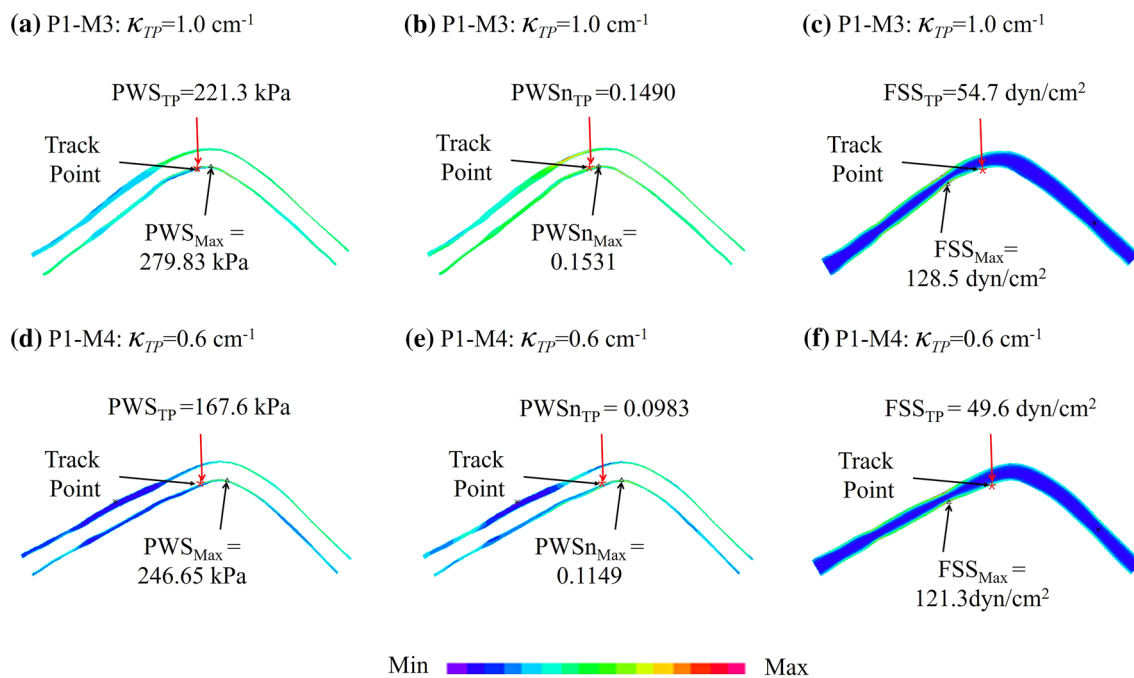 (a) P1-M3: κTP=1.0 cm-1
PWSTP=221.3 kPa
Track
Point
PWSMax =
279.83 kPa
(b) P1-M3: κTP=1.0 cm-1
PWSnTP=0.1490
Track
Point
PWSnMax=
0.1531
(c) P1-M3: κTP=1.0 cm-1
FSSTP=54.7 dyn/cm2
Track
Point
FSSMax=
128.5 dyn/cm2
(d) P1-M4: κTP=0.6 cm-1
PWSTP=167.6 kPa
Track
Point
PWSMax =
246.65 kPa
(e) P1-M4: κTP=0.6 cm-1
PWSnTP = 0.0983
Track
Point
PWSnMax=
0.1149
(f) P1-M4: κTP=0.6 cm-1
FSSTP = 49.6 dyn/cm2
Track
Point
FSSMax =
121.3dyn/cm2
Min Max